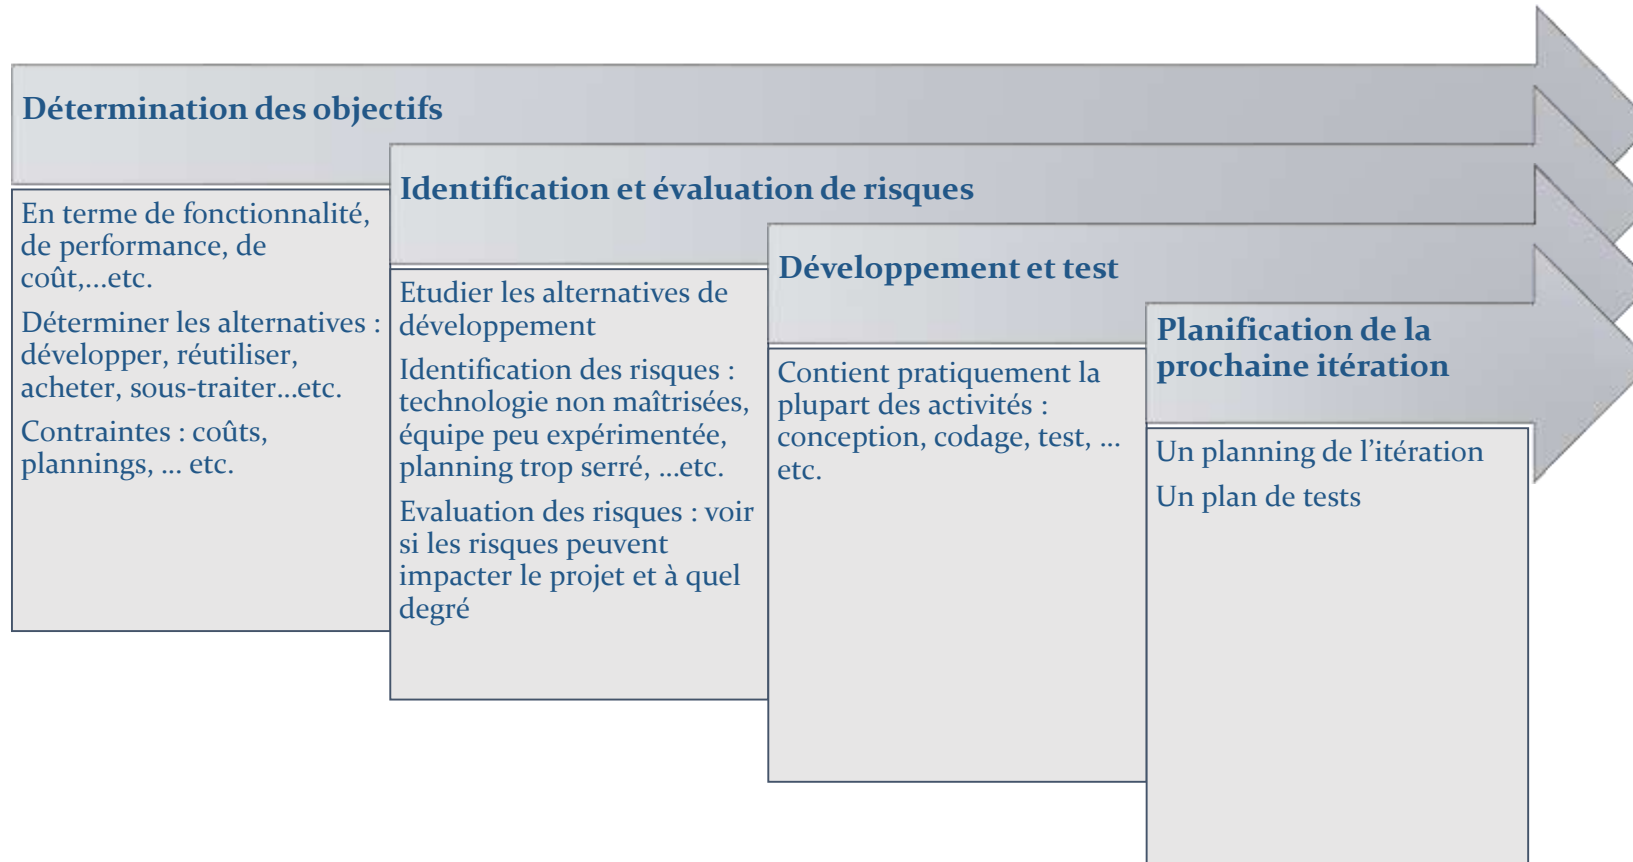 Détermination des objectifs
En terme de fonctionnalité,
de performance, de
coût,...etc.
Déterminer les alternatives :
développer, réutiliser,
acheter, sous-traiter...etc.
Contraintes : coûts,
plannings, ... etc.
Identification et évaluation de risques
Etudier les alternatives de
développement
Identification des risques :
technologie non maîtrisées,
équipe peu expérimentée,
planning trop serré, ...etc.
Evaluation des risques : voir
si les risques peuvent
impacter le projet et à quel
degré
Développement et test
Contient pratiquement la
plupart des activités :
conception, codage, test, ...
etc.
Planification de la
prochaine itération
Un planning de l’itération
Un plan de tests